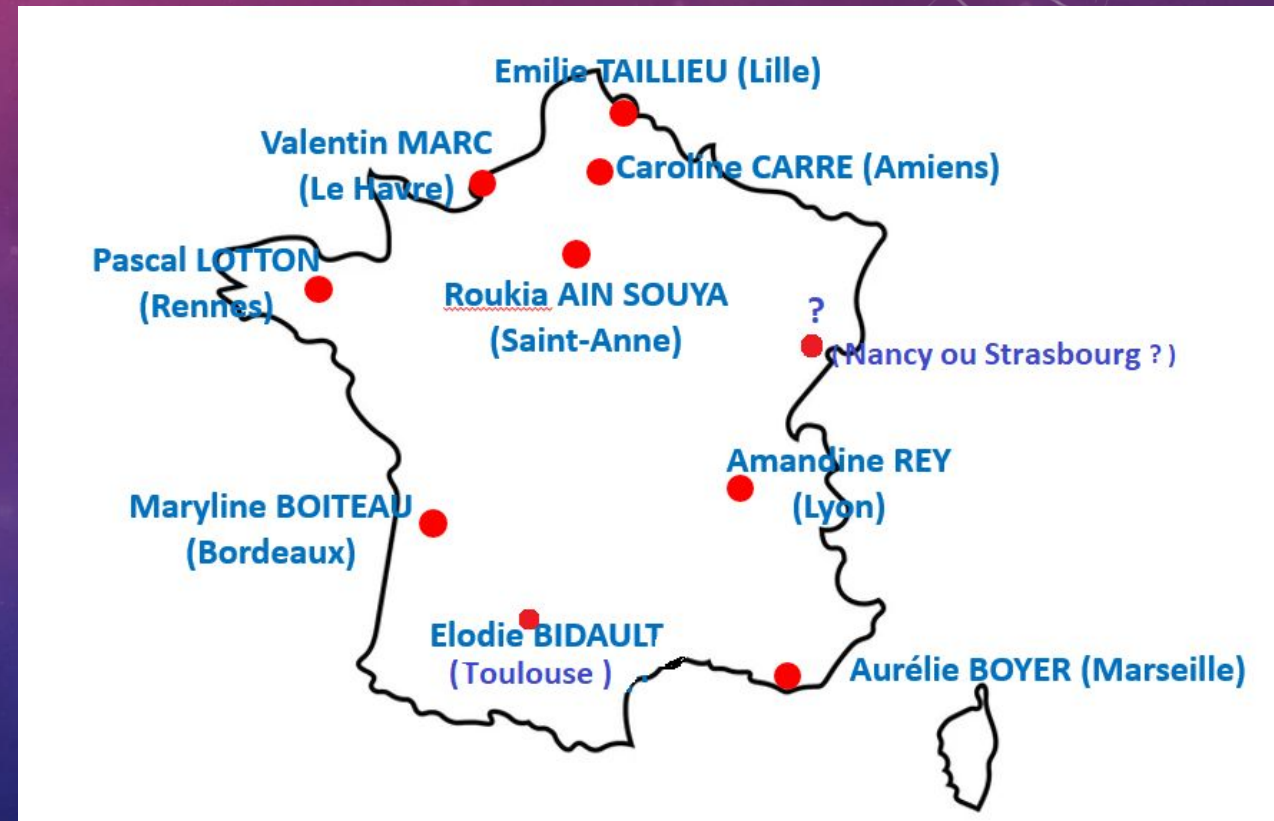 Emilie TAILLIEU (Lille)
Valentin MARC
(Le Havre)
Caroline CARRE (Amiens)
Pascal LOTTON
(Rennes)
Roukia AIN SOUYA
(Saint-Anne)
?
(Nancy ou Strasbourg ? )
Amandine REY
(Lyon)
Maryline BOITEAU
(Bordeaux)
Elodie BIDAULT
(Toulouse )
Aurélie BOYER (Marseille)